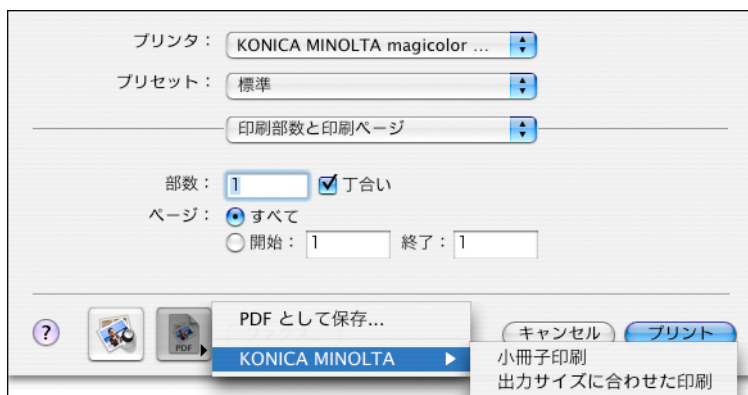 プリンタ： KONICA MINOLTA magicolor ...
プリセット： 標準
印刷部数と印刷ページ
部数： 1 丁合い
ページ： すべて
開始： 1 終了： 1
?
PDF
PDF として保存...
KONICA MINOLTA
キャンセル プリント
小冊子印刷
出力サイズに合わせた印刷